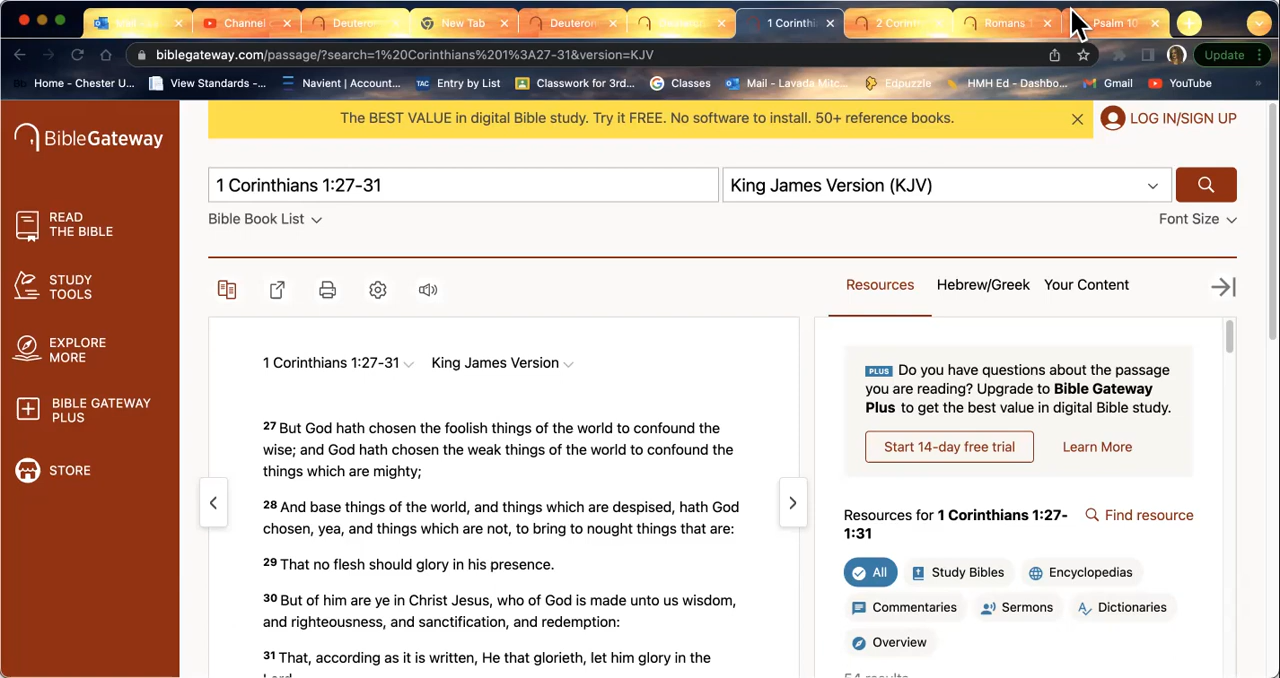 Channel
Deutero
New Tab
Deuteron
1 Corinthi
2 Corinth
Romans 1
Psalm 10
biblegateway.com/passage/?search=1%20Corinthians%201%3A27-31&version=KJV
Update
Home - Chester U...
View Standards -...
Navient | Account...
TAC Entry by List
Classwork for 3rd...
Classes
Mail - Lavada Mitc...
Edpuzzle
HMH Ed - Dashbo...
Gmail
YouTube
»
The BEST VALUE in digital Bible study. Try it FREE. No software to install. 50+ reference books.
LOG IN/SIGN UP
BibleGateway
1 Corinthians 1:27-31
King James Version (KJV)
Bible Book List
Font Size
READ
THE BIBLE
STUDY
TOOLS
EXPLORE
MORE
BIBLE GATEWAY
PLUS
STORE
Resources
Hebrew/Greek
Your Content
1 Corinthians 1:27-31
King James Version
27 But God hath chosen the foolish things of the world to confound the
wise; and God hath chosen the weak things of the world to confound the
things which are mighty;
28 And base things of the world, and things which are despised, hath God
chosen, yea, and things which are not, to bring to nought things that are:
29 That no flesh should glory in his presence.
30 But of him are ye in Christ Jesus, who of God is made unto us wisdom,
and righteousness, and sanctification, and redemption:
31 That, according as it is written, He that glorieth, let him glory in the
Lord.
PLUS Do you have questions about the passage
you are reading? Upgrade to Bible Gateway
Plus to get the best value in digital Bible study.
Start 14-day free trial
Learn More
Resources for 1 Corinthians 1:27-
1:31
Find resource
All
Study Bibles
Encyclopedias
Commentaries
Sermons
Dictionaries
Overview
54 results